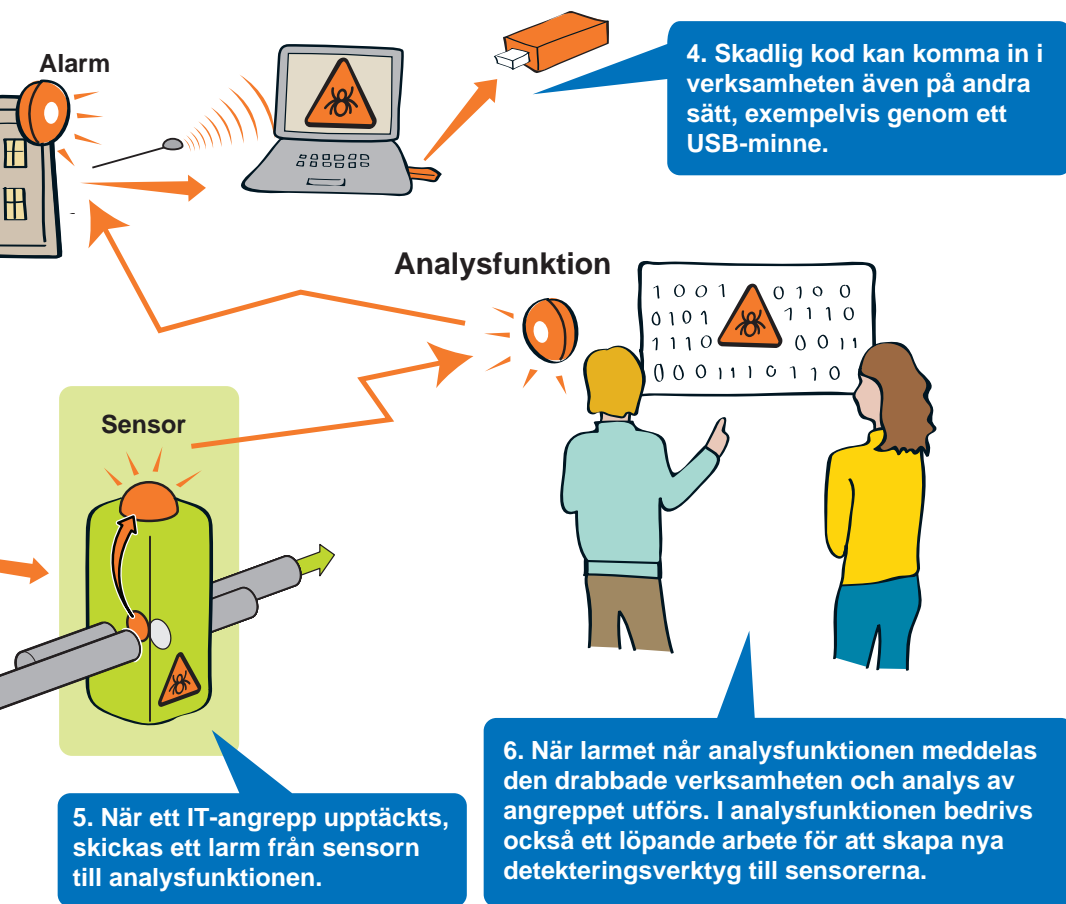 Alarm
4. Skadlig kod kan komma in i
verksamheten även på andra
sätt, exempelvis genom ett
USB-minne.
Analysfunktion
1 0 0 1 0 1 0 0
0 1 0 1 1 1 1 0
1 1 1 0 0 0 1 1
0 0 0 1 1 1 0 1 1 0
Sensor
5. När ett IT-angrepp upptäckts,
skickas ett larm från sensorn
till analysfunktionen.
6. När larmet når analysfunktionen meddelas
den drabbade verksamheten och analys av
angreppet utförs. I analysfunktionen bedrivs
också ett löpande arbete för att skapa nya
detekteringsverktyg till sensorerna.